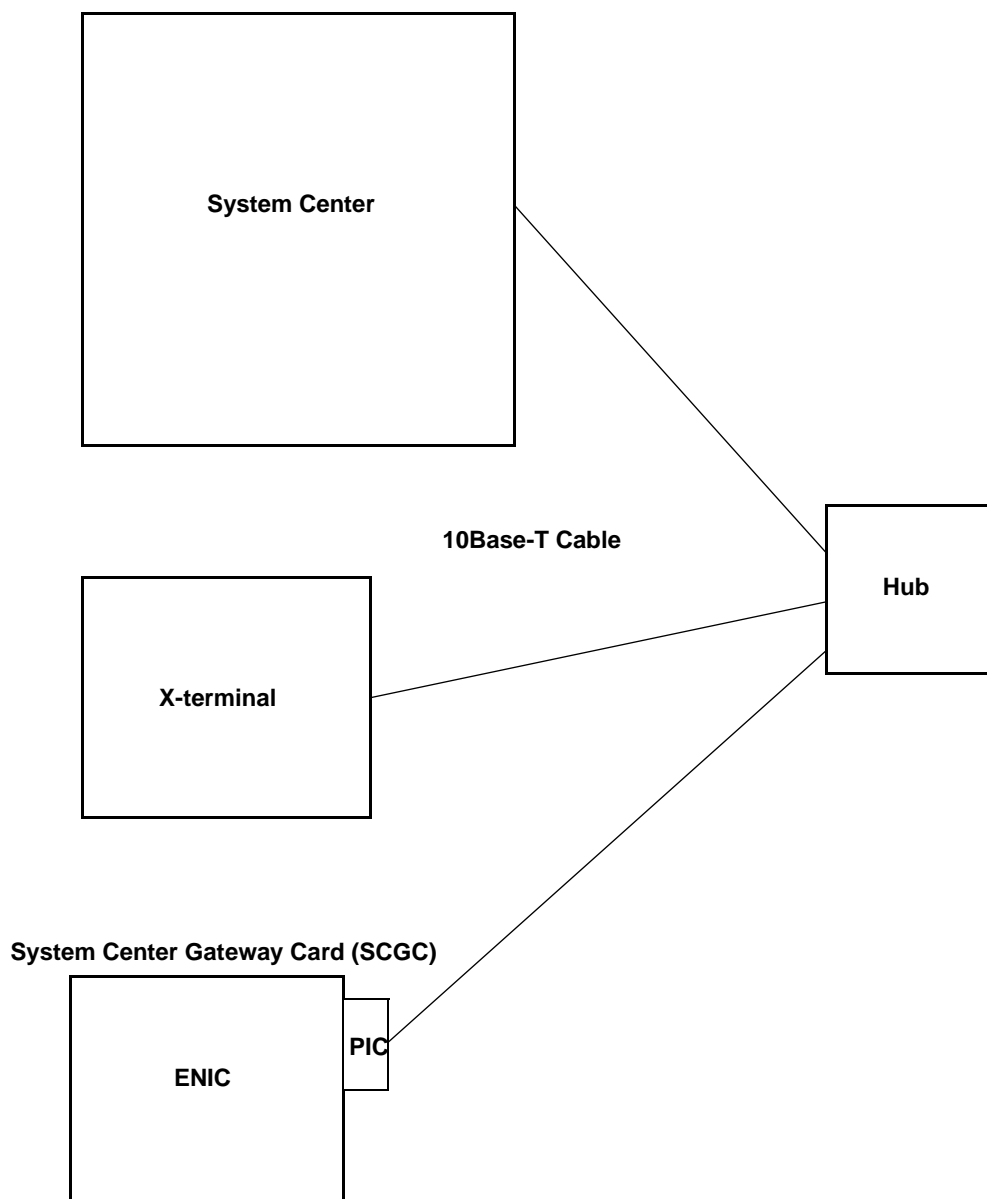 System Center
10Base-T Cable
Hub
X-terminal
System Center Gateway Card (SCGC)
PIC
ENIC